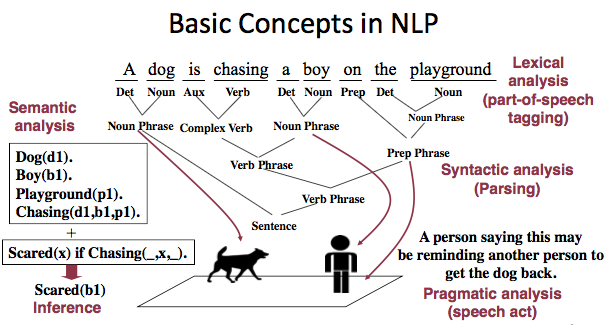 Basic Concepts in NLP
A dog is chasing a boy on the playground
Det Noun Aux Verb Det Noun Prep Det Noun
Lexical
analysis
(part-of-speech
tagging)
Noun Phrase Complex Verb Noun Phrase Noun Phrase
Prep Phrase
Verb Phrase
Verb Phrase
Sentence
Syntactic analysis
(Parsing)
Semantic
analysis
Dog(d1).
Boy(b1).
Playground(p1).
Chasing(d1,b1,p1).
+
Scared(x) if Chasing(_,x,_).
Scared(b1)
Inference
A person saying this may
be reminding another person to
get the dog back.
Pragmatic analysis
(speech act)